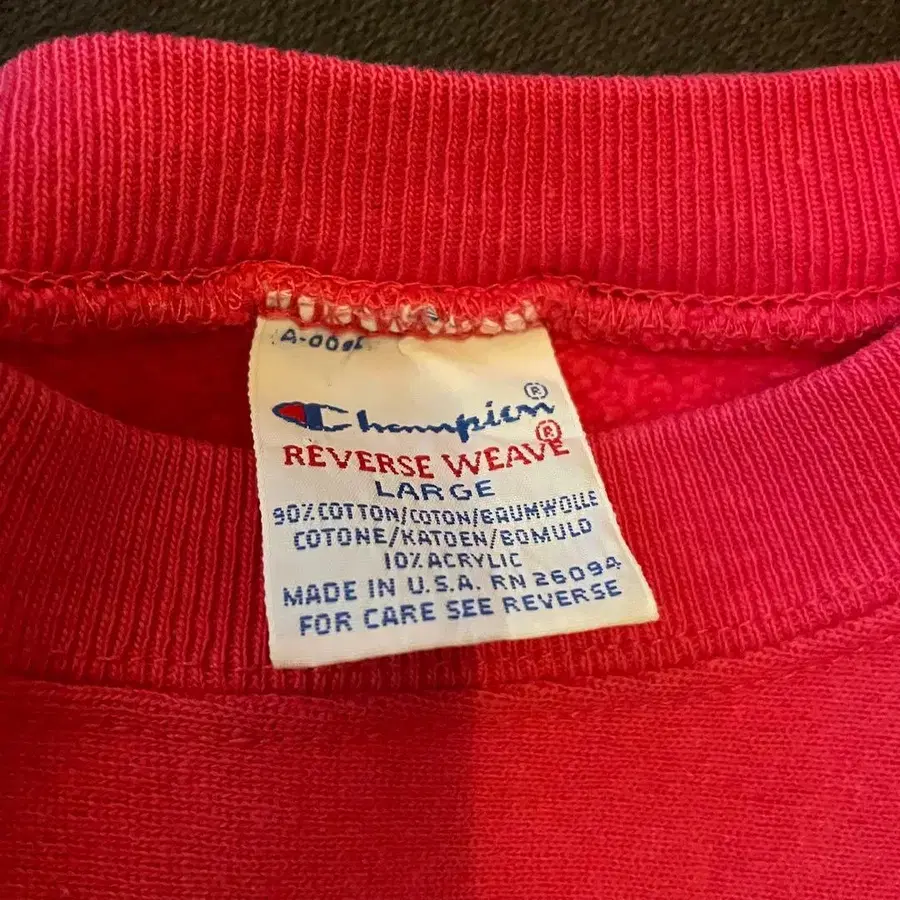 Champion®
REVERSE WEAVE®
LARGE
90% COTTON/COTON/BAUMWOLLE
COTONE/KATOEN/BOMULD
10% ACRYLIC
MADE IN U.S.A. RN 26094
FOR CARE SEE REVERSE